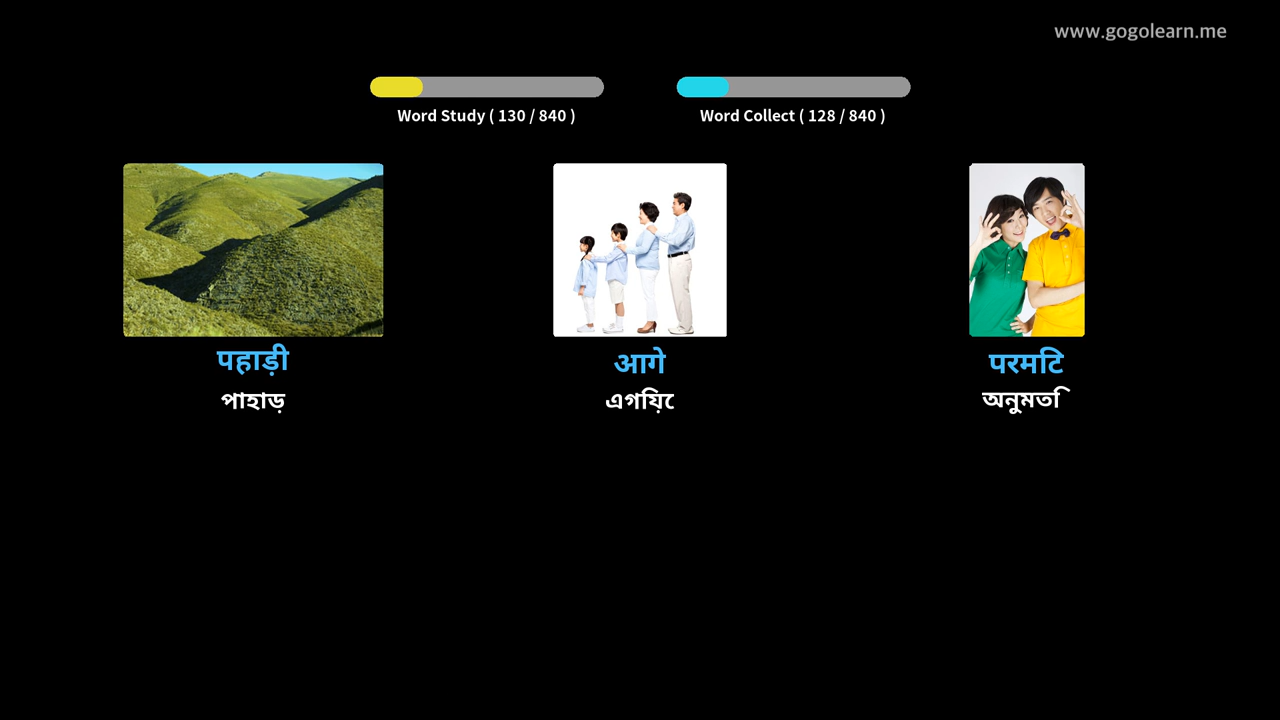 www.gogolearn.me
Word Study ( 130 / 840 )
Word Collect ( 128 / 840 )
पहाड़ी
आगे
परमिट
পাহাড়
এগিয়ে
অনুমতি